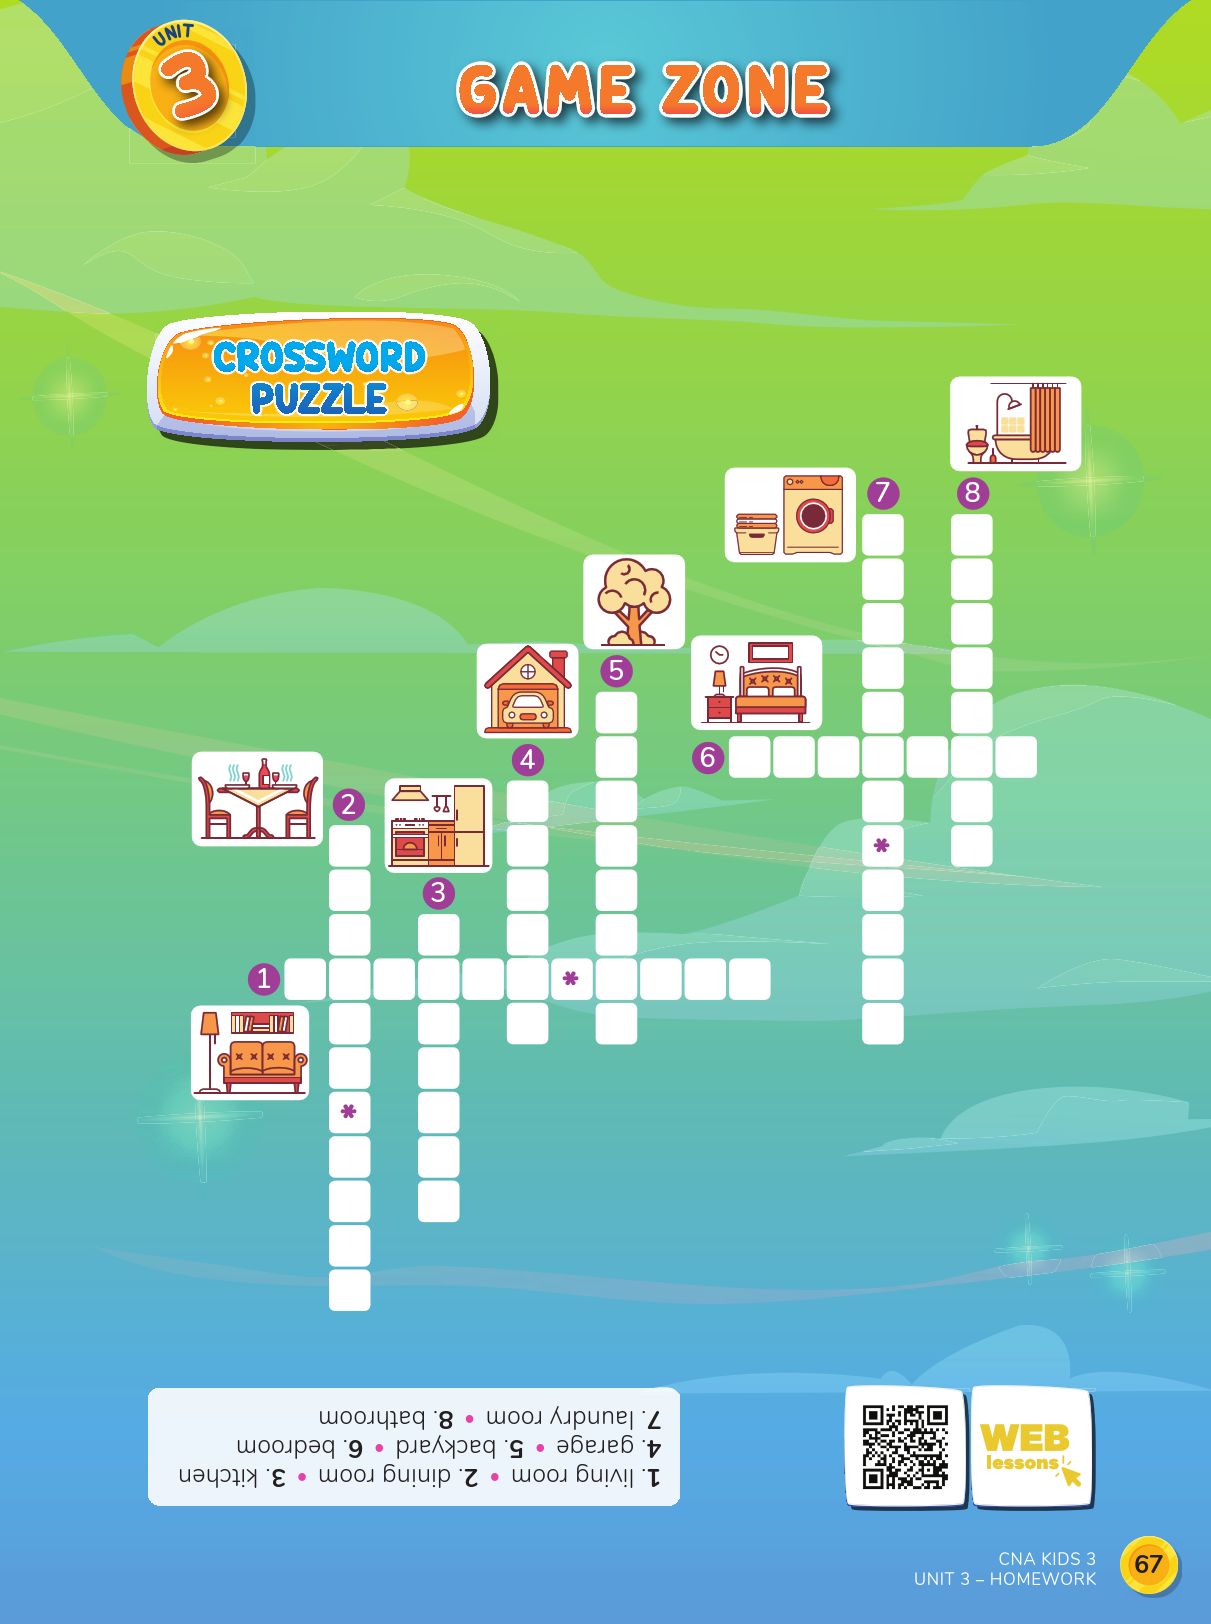 UNIT
3
GAME ZONE
CROSSWORD
PUZZLE
7
8
5
4
6
2
3
*
1
*
*
1. living room • 2. dining room • 3. kitchen
4. garage • 5. backyard • 6. bedroom
7. laundry room • 8. bathroom
WEB
lessons
CNA KIDS 3
UNIT 3 – HOMEWORK
67